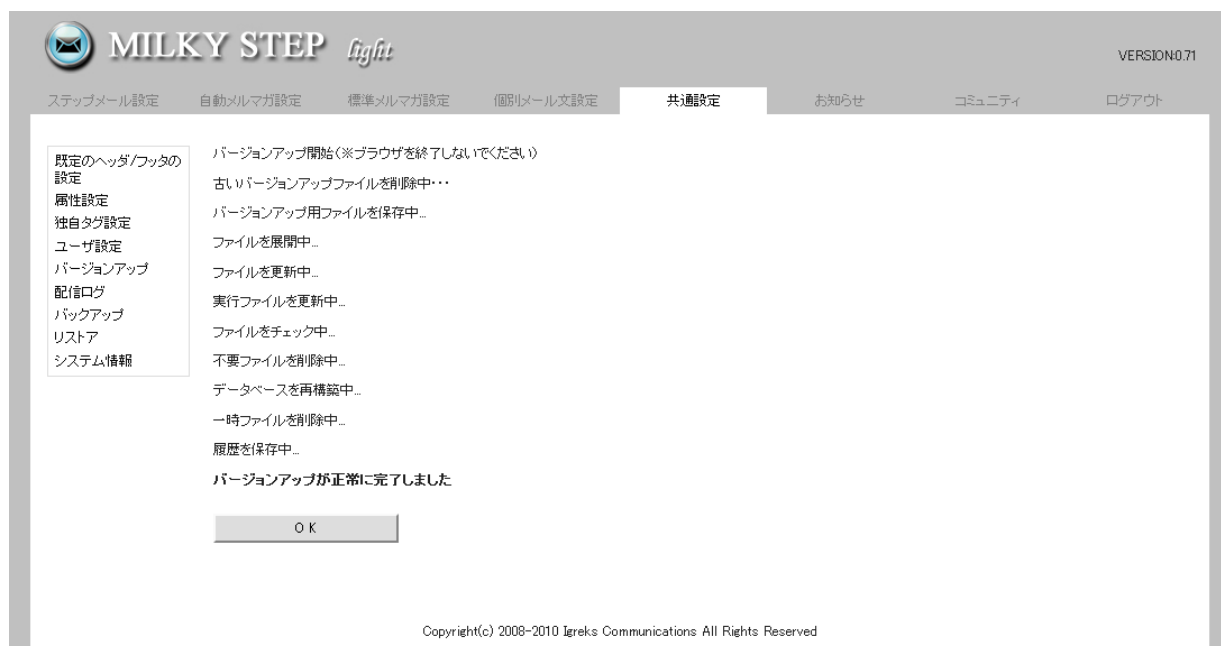 MILKY STEP light
VERSION:0.71
ステップメール設定 自動メルマガ設定 標準メルマガ設定 個別メール文設定 共通設定 お知らせ コミュニティ ログアウト
既定のヘッダ/フッタの
設定
属性設定
独自タグ設定
ユーザ設定
バージョンアップ
配信ログ
バックアップ
リストア
システム情報
バージョンアップ開始(※ブラウザを終了しないでください)
古いバージョンアップファイルを削除中・・・
バージョンアップ用ファイルを保存中...
ファイルを展開中...
ファイルを更新中...
実行ファイルを更新中...
ファイルをチェック中...
不要ファイルを削除中...
データベースを再構築中...
一時ファイルを削除中...
履歴を保存中...
バージョンアップが正常に完了しました
ＯＫ
Copyright(c) 2008-2010 Igreks Communications All Rights Reserved